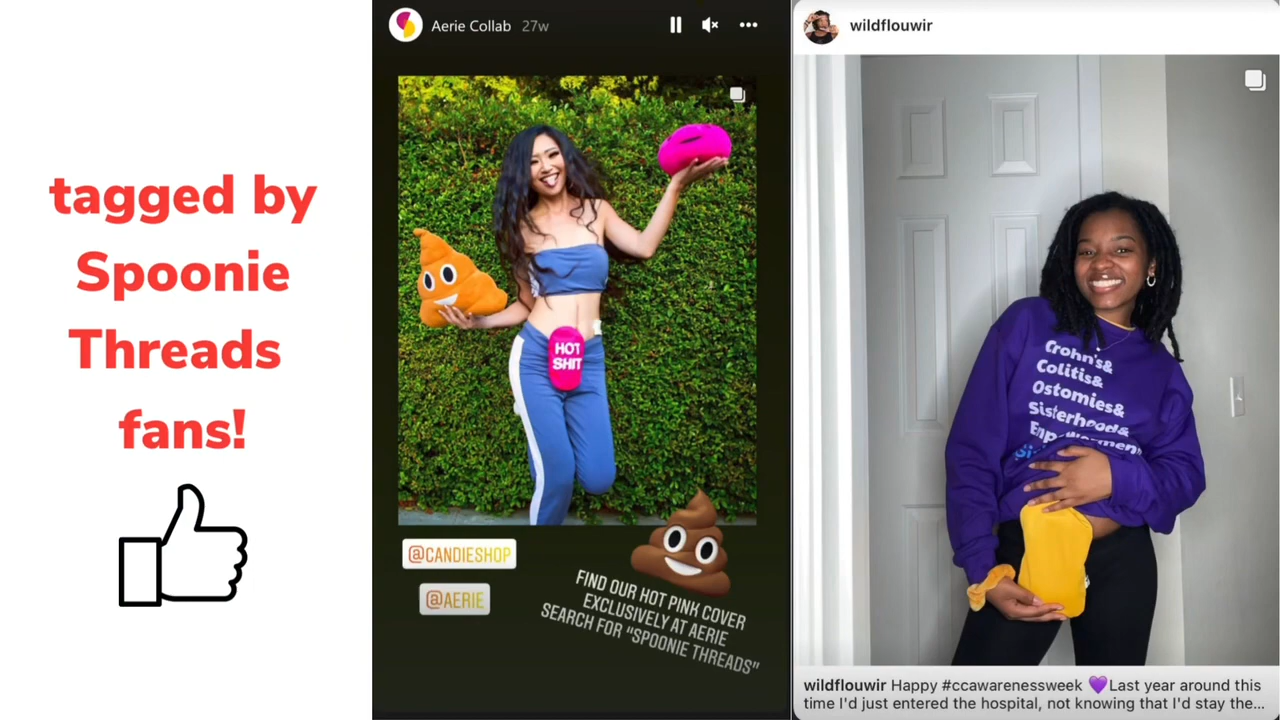 tagged by
Spoonie
Threads
fans!
Aerie Collab 27w
HOT
SHIT
@CANDIESHOP
@AERIE
FIND OUR HOT PINK COVER
EXCLUSIVELY AT AERIE
SEARCH FOR "SPOONIE THREADS"
wildflouwir
Crohn's&
Colitis&
Ostomies&
Sisterhood&
wildflouwir Happy #ccawarenessweek 💜Last year around this
time I'd just entered the hospital, not knowing that I'd stay the...